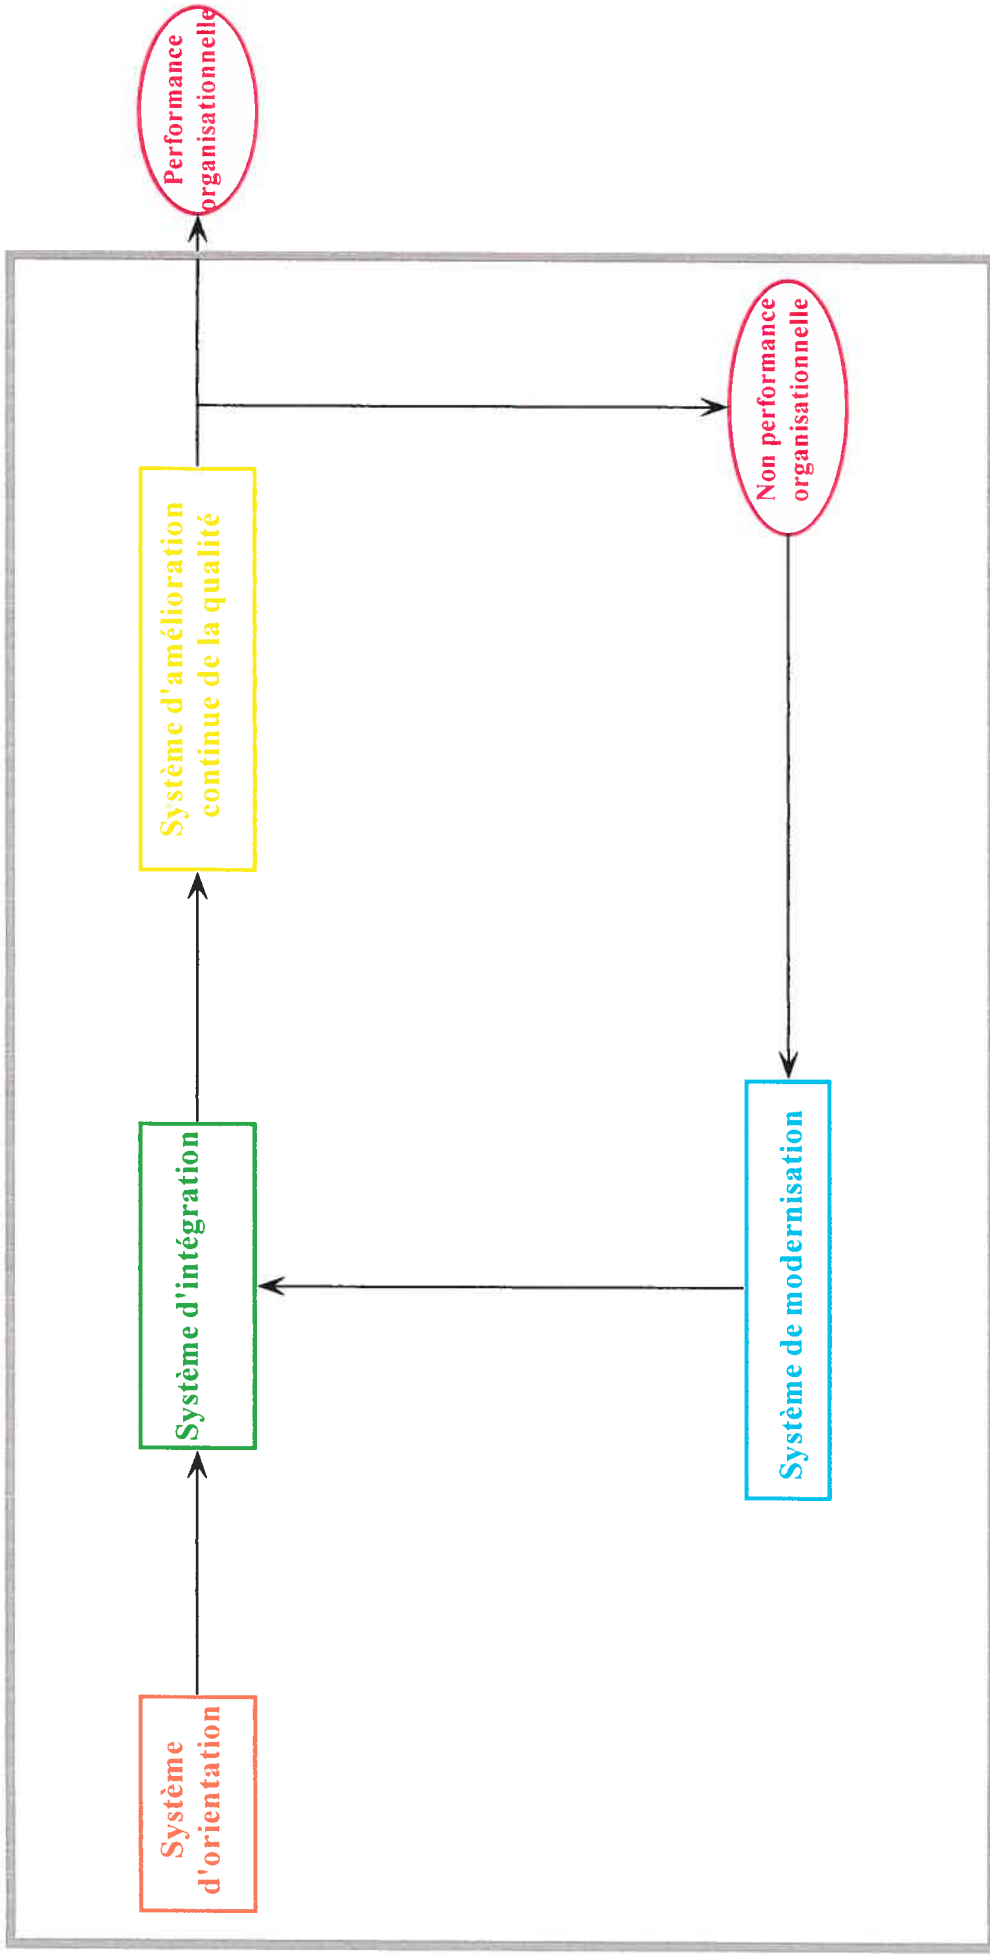 Système
d'orientation
Système d'intégration
Système d'amélioration
continue de la qualité
Performance
organisationnelle
Système de modernisation
Non performance
organisationnelle